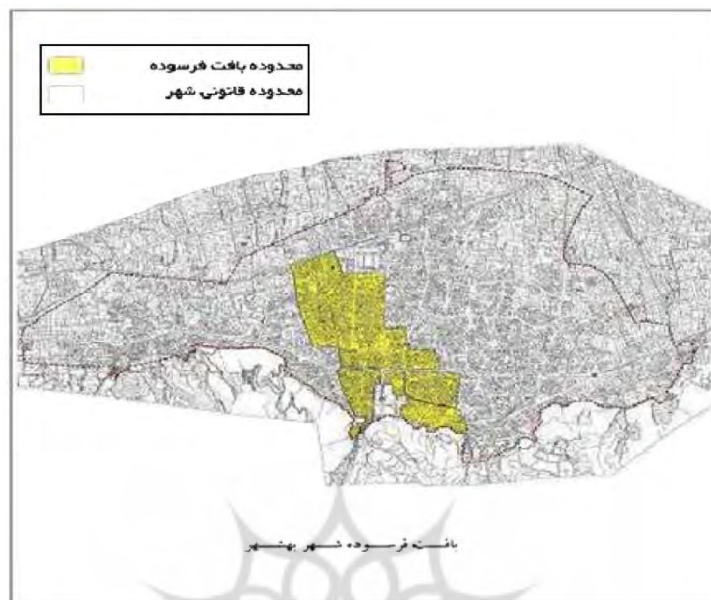 محدوده بافت فرسوده
محدوده قانونی شهر
بافت فرسوده شهر بهشهر